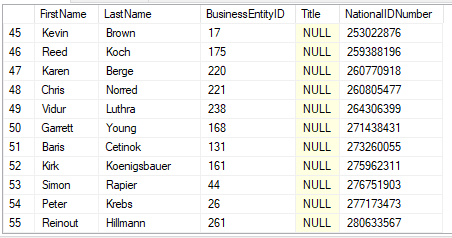 FirstName LastName BusinessEntityID Title NationalIDNumber
45 Kevin Brown 17 NULL 253022876
46 Reed Koch 175 NULL 259388196
47 Karen Berge 220 NULL 260770918
48 Chris Norred 221 NULL 260805477
49 Vidur Luthra 238 NULL 264306399
50 Garrett Young 168 NULL 271438431
51 Baris Cetinok 131 NULL 273260055
52 Kirk Koenigsbauer 161 NULL 275962311
53 Simon Rapier 44 NULL 276751903
54 Peter Krebs 26 NULL 277173473
55 Reinout Hillmann 261 NULL 280633567